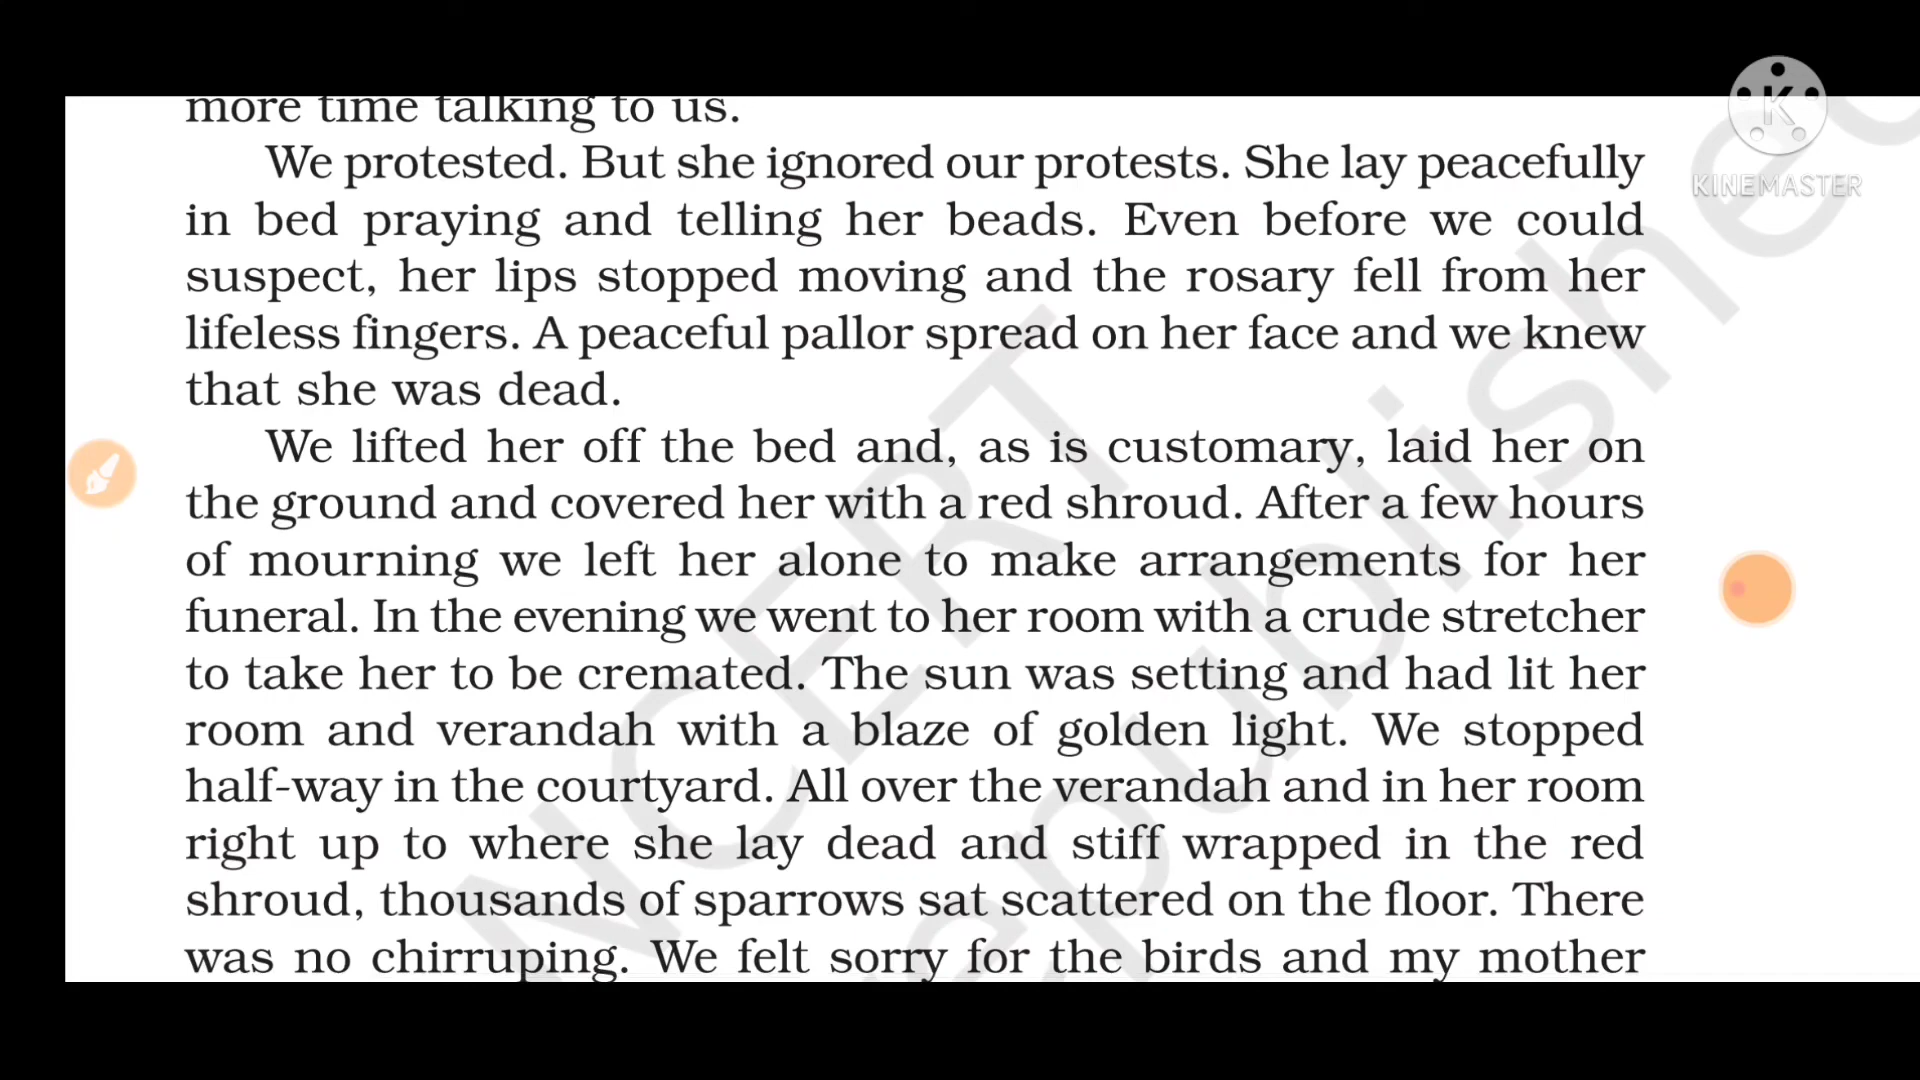 more time talking to us.
We protested. But she ignored our protests. She lay peacefully
in bed praying and telling her beads. Even before we could
suspect, her lips stopped moving and the rosary fell from her
lifeless fingers. A peaceful pallor spread on her face and we knew
that she was dead.
We lifted her off the bed and, as is customary, laid her on
the ground and covered her with a red shroud. After a few hours
of mourning we left her alone to make arrangements for her
funeral. In the evening we went to her room with a crude stretcher
to take her to be cremated. The sun was setting and had lit her
room and verandah with a blaze of golden light. We stopped
half-way in the courtyard. All over the verandah and in her room
right up to where she lay dead and stiff wrapped in the red
shroud, thousands of sparrows sat scattered on the floor. There
was no chirruping. We felt sorry for the birds and my mother
K
KINEMASTER
NCERT
republished